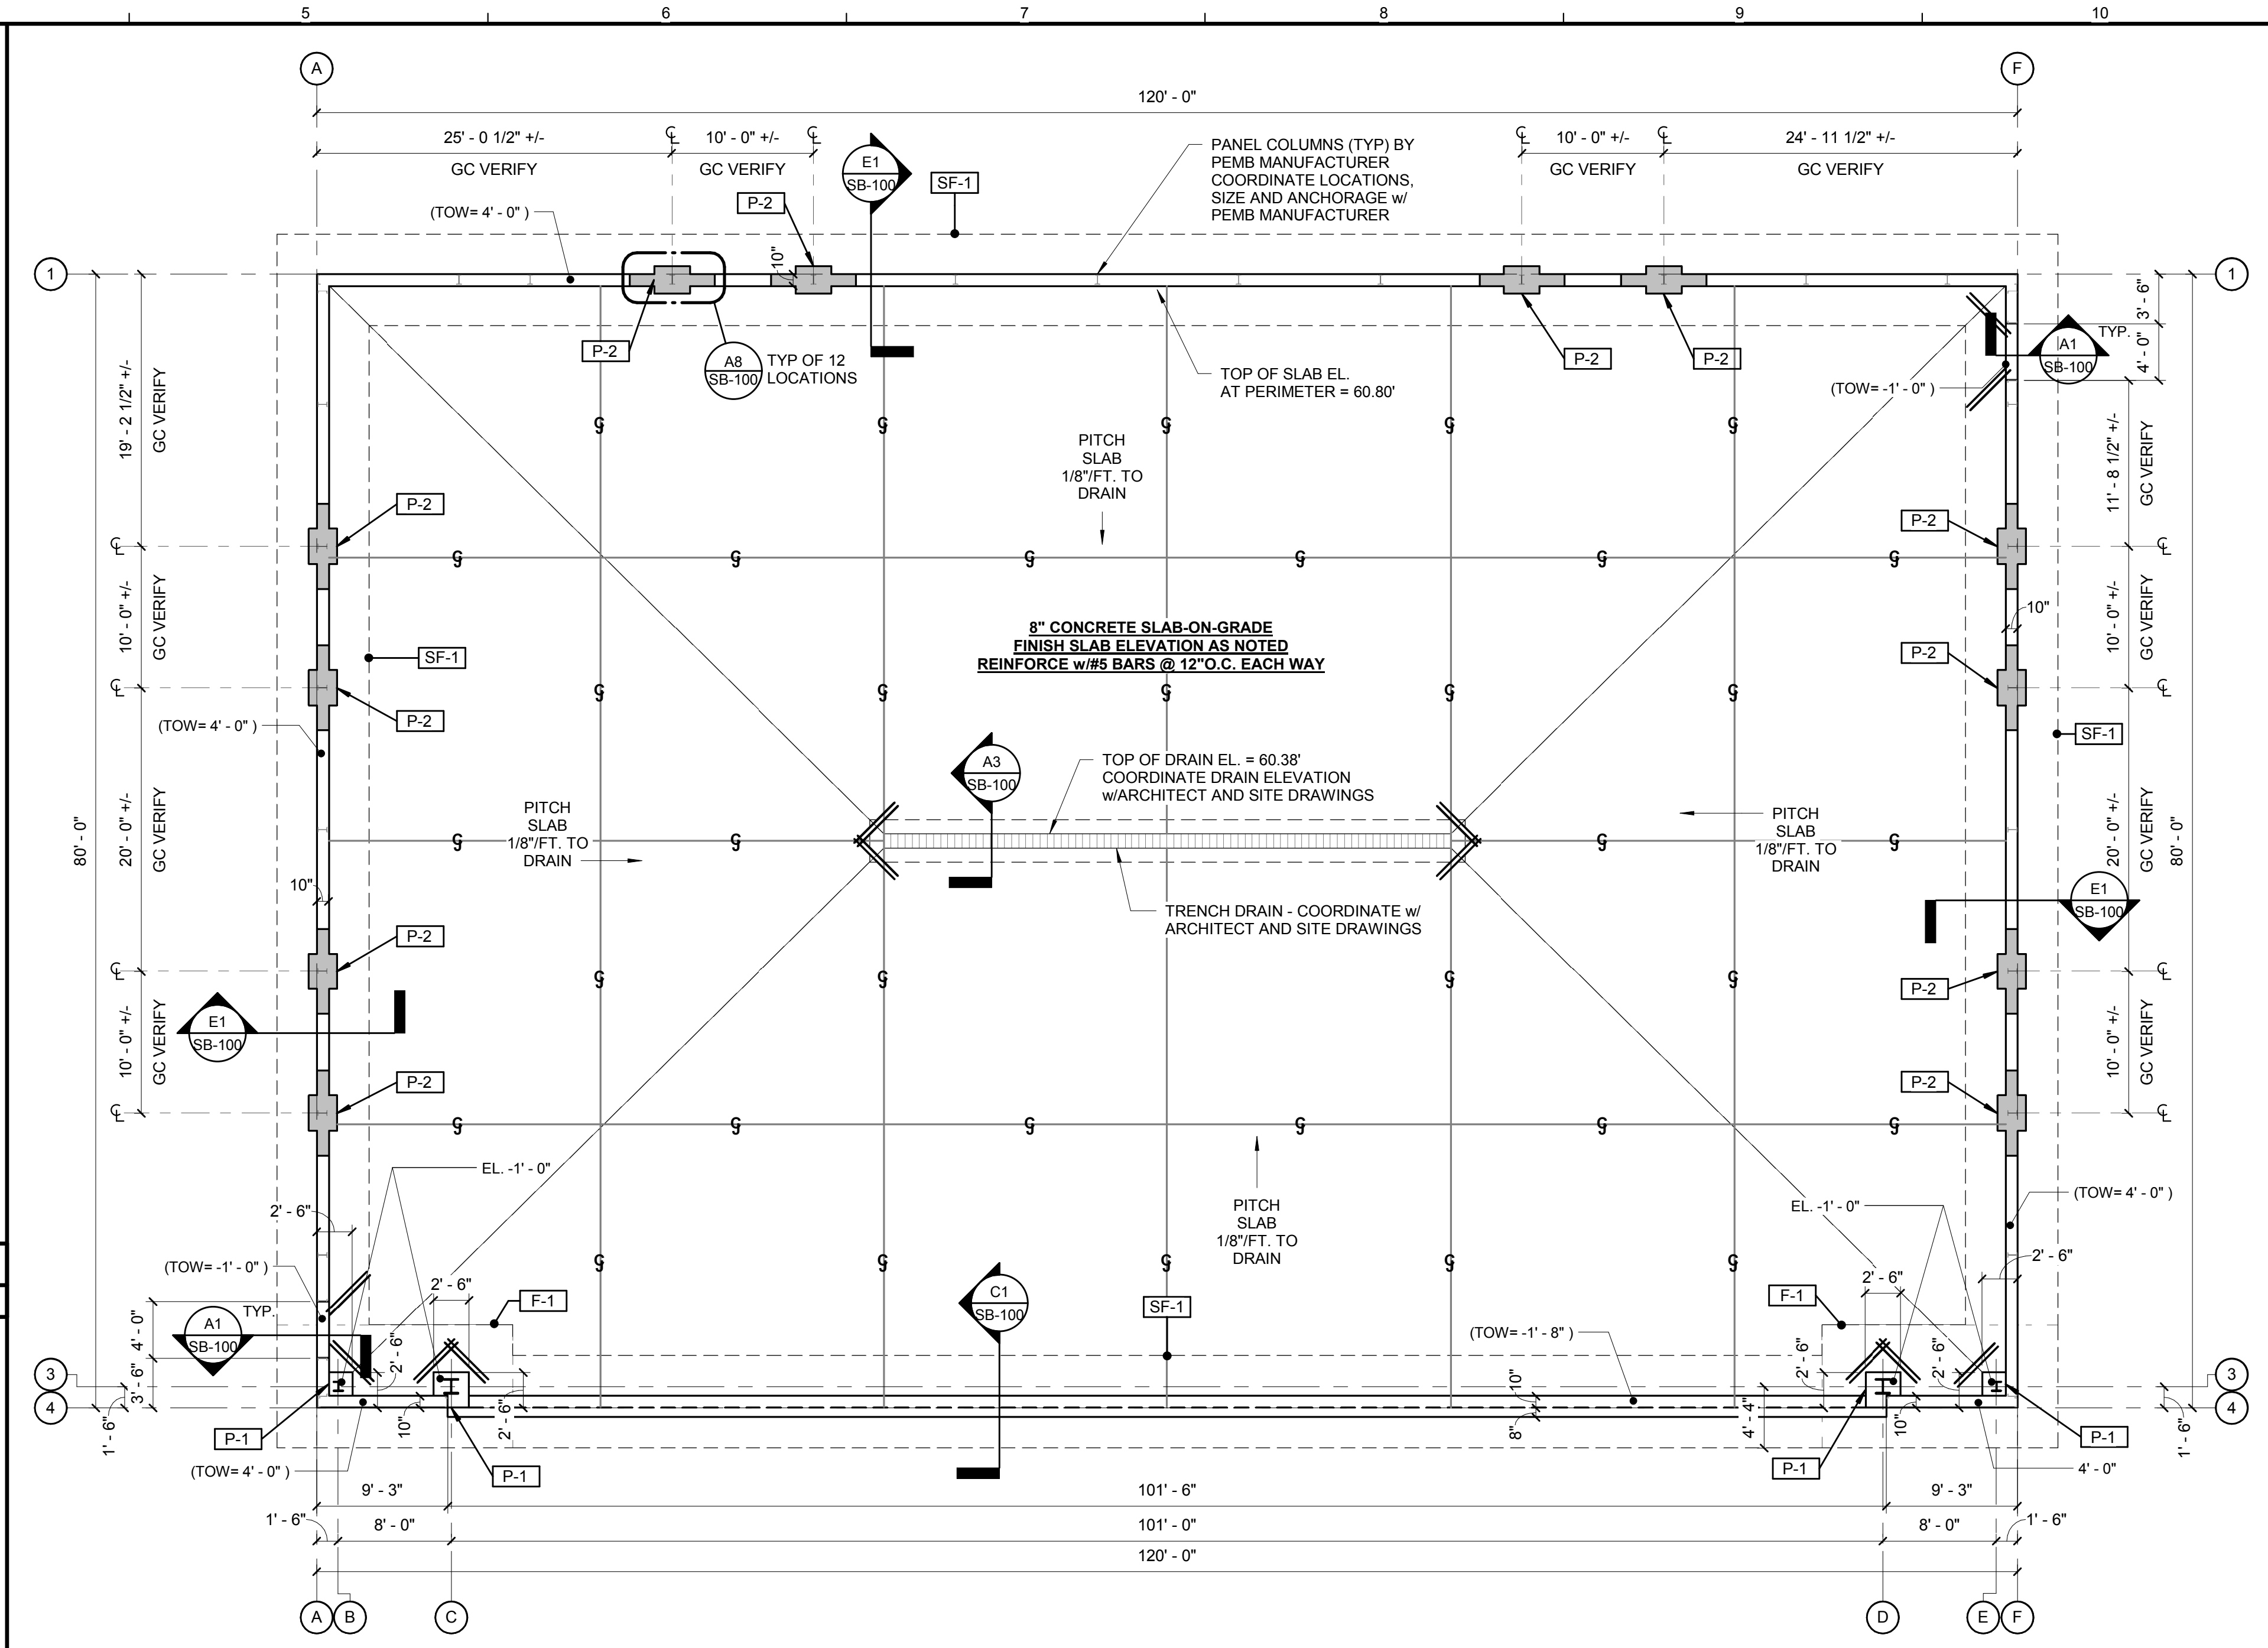 5
6
7
8
9
10
A
F
120' - 0"
25' - 0 1/2" +/-
GC VERIFY
10' - 0" +/-
GC VERIFY
10' - 0" +/-
GC VERIFY
24' - 11 1/2" +/-
GC VERIFY
E1
SB-100
SF-1
PANEL COLUMNS (TYP) BY
PEMB MANUFACTURER
COORDINATE LOCATIONS,
SIZE AND ANCHORAGE w/
PEMB MANUFACTURER
P-2
(TOW= 4' - 0" )
10"
1
1
P-2
A8
SB-100
TYP OF 12
LOCATIONS
TOP OF SLAB EL.
AT PERIMETER = 60.80'
P-2
P-2
A1
SB-100
TYP.
(TOW= -1' - 0" )
3' - 6"
4' - 0"
19' - 2 1/2" +/-
GC VERIFY
11' - 8 1/2" +/-
GC VERIFY
PITCH
SLAB
1/8"/FT. TO
DRAIN
P-2
P-2
10' - 0" +/-
GC VERIFY
10' - 0" +/-
GC VERIFY
10"
8" CONCRETE SLAB-ON-GRADE
FINISH SLAB ELEVATION AS NOTED
REINFORCE w/#5 BARS @ 12"O.C. EACH WAY
SF-1
P-2
P-2
(TOW= 4' - 0" )
SF-1
A3
SB-100
TOP OF DRAIN EL. = 60.38'
COORDINATE DRAIN ELEVATION
w/ARCHITECT AND SITE DRAWINGS
80' - 0"
20' - 0" +/-
GC VERIFY
20' - 0" +/-
GC VERIFY
80' - 0"
PITCH
SLAB
1/8"/FT. TO
DRAIN
PITCH
SLAB
1/8"/FT. TO
DRAIN
10"
E1
SB-100
TRENCH DRAIN - COORDINATE w/
ARCHITECT AND SITE DRAWINGS
P-2
P-2
E1
SB-100
10' - 0" +/-
GC VERIFY
10' - 0" +/-
GC VERIFY
P-2
P-2
EL. -1' - 0"
EL. -1' - 0"
(TOW= 4' - 0" )
2' - 6"
PITCH
SLAB
1/8"/FT. TO
DRAIN
2' - 6"
(TOW= -1' - 0" )
2' - 6"
F-1
C1
SB-100
SF-1
F-1
2' - 6"
A1
SB-100
TYP.
4' - 0"
3' - 6"
2' - 6"
(TOW= -1' - 8" )
2' - 6"
2' - 6"
3
4
3
4
1' - 6"
10"
2' - 6"
10"
8"
4' - 4"
10"
1' - 6"
P-1
(TOW= 4' - 0" )
P-1
P-1
P-1
4' - 0"
9' - 3"
101' - 6"
9' - 3"
1' - 6"
8' - 0"
101' - 0"
8' - 0"
1' - 6"
120' - 0"
A
B
C
D
E
F